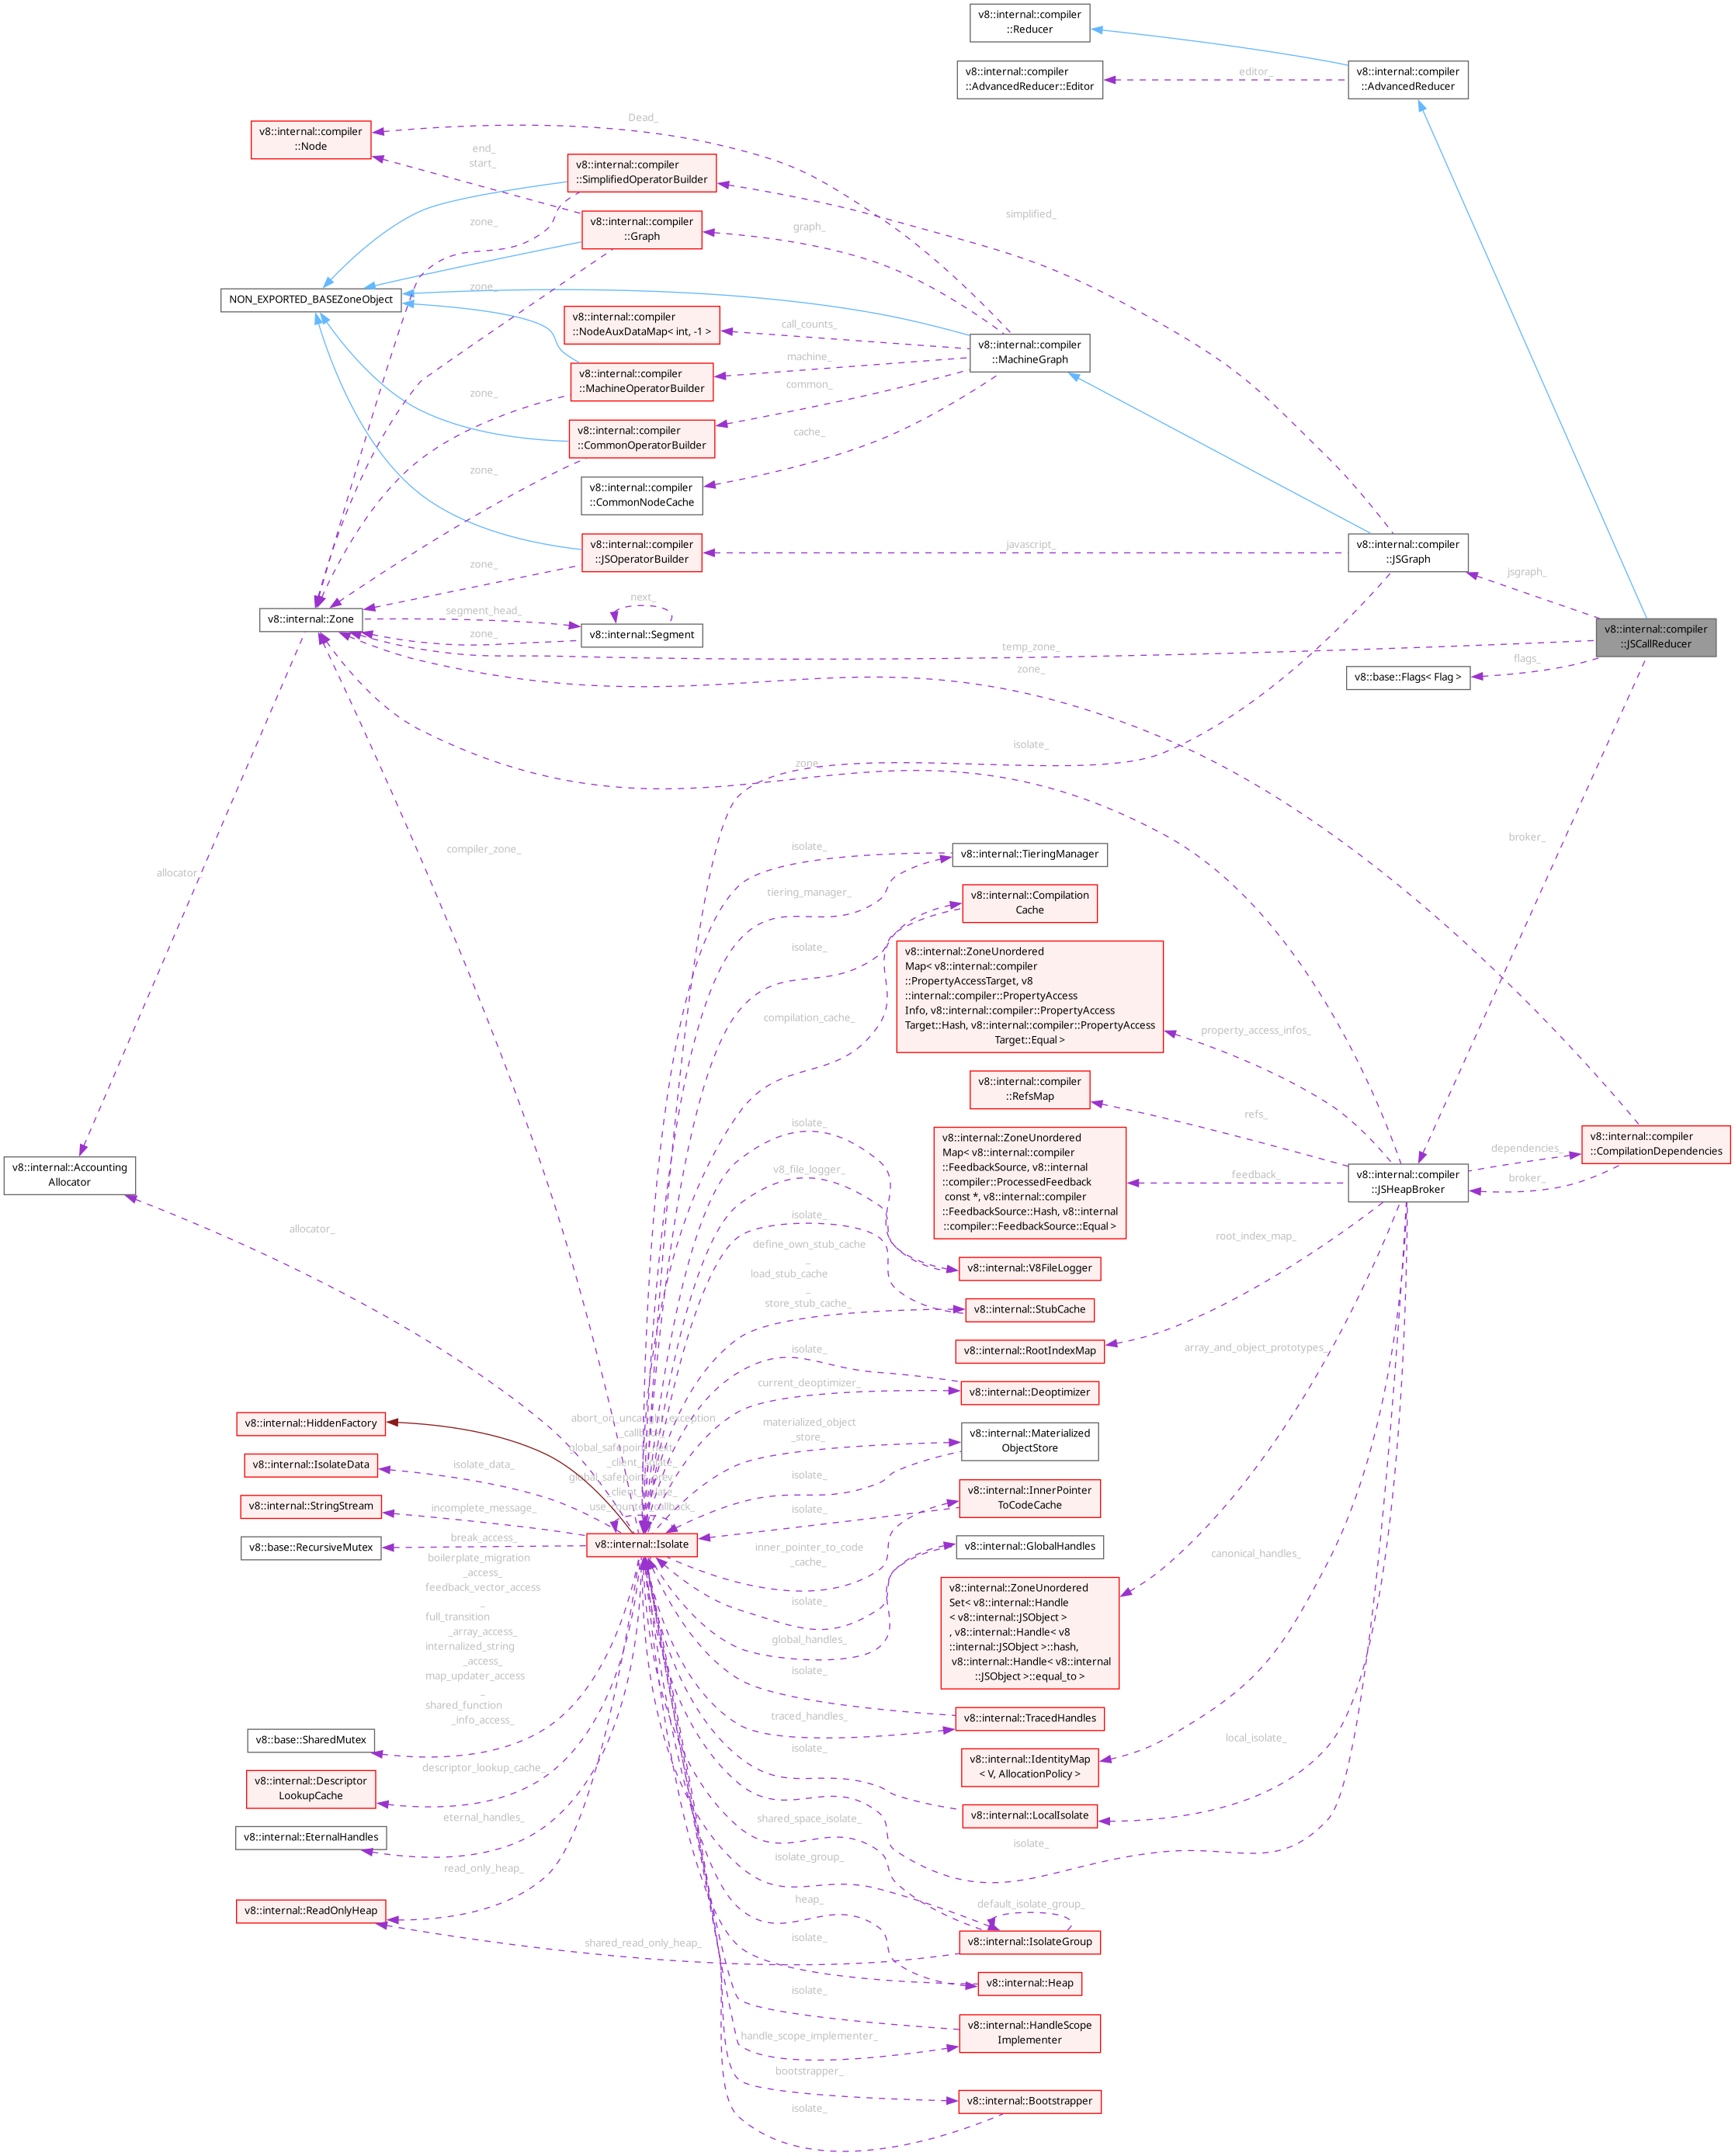 v8::internal::compiler
::Reducer
v8::internal::compiler
::AdvancedReducer::Editor
editor_
v8::internal::compiler
::AdvancedReducer
v8::internal::compiler
::Node
Dead_
end_
start_
v8::internal::compiler
::SimplifiedOperatorBuilder
simplified_
zone_
v8::internal::compiler
::Graph
graph_
zone_
NON_EXPORTED_BASEZoneObject
v8::internal::compiler
::NodeAuxDataMap< int, -1 >
call_counts_
v8::internal::compiler
::MachineGraph
machine_
v8::internal::compiler
::MachineOperatorBuilder
common_
zone_
v8::internal::compiler
::CommonOperatorBuilder
cache_
zone_
v8::internal::compiler
::CommonNodeCache
v8::internal::compiler
::JSOperatorBuilder
javascript_
v8::internal::compiler
::JSGraph
zone_
jsgraph_
v8::internal::Zone
segment_head_
next_
zone_
v8::internal::Segment
v8::internal::compiler
::JSCallReducer
temp_zone_
flags_
zone_
v8::base::Flags< Flag >
isolate_
zone_
broker_
compiler_zone_
allocator_
isolate_
v8::internal::TieringManager
tiering_manager_
v8::internal::Compilation
Cache
isolate_
v8::internal::ZoneUnordered
Map< v8::internal::compiler
::PropertyAccessTarget, v8
::internal::compiler::PropertyAccess
Info, v8::internal::compiler::PropertyAccess
Target::Hash, v8::internal::compiler::PropertyAccess
Target::Equal >
compilation_cache_
property_access_infos_
v8::internal::compiler
::RefsMap
refs_
v8::internal::ZoneUnordered
Map< v8::internal::compiler
::FeedbackSource, v8::internal
::compiler::ProcessedFeedback
const *, v8::internal::compiler
::FeedbackSource::Hash, v8::internal
::compiler::FeedbackSource::Equal >
feedback_
isolate_
v8::internal::compiler
::JSHeapBroker
dependencies_
broker_
v8::internal::compiler
::CompilationDependencies
v8::internal::Accounting
Allocator
v8_file_logger_
isolate_
root_index_map_
allocator_
define_own_stub_cache
_
load_stub_cache
_
store_stub_cache_
v8::internal::V8FileLogger
v8::internal::StubCache
v8::internal::RootIndexMap
array_and_object_prototypes_
isolate_
current_deoptimizer_
v8::internal::Deoptimizer
v8::internal::HiddenFactory
abort_on_uncaught_exception
_callback_
global_safepoint_next
_client_isolate_
global_safepoint_prev
_client_isolate_
use_counter_callback_
materialized_object
_store_
v8::internal::Materialized
ObjectStore
v8::internal::IsolateData
isolate_data_
isolate_
v8::internal::StringStream
incomplete_message_
v8::internal::InnerPointer
ToCodeCache
isolate_
v8::base::RecursiveMutex
break_access_
v8::internal::Isolate
inner_pointer_to_code
_cache_
v8::internal::GlobalHandles
canonical_handles_
boilerplate_migration
_access_
feedback_vector_access
_
full_transition
_array_access_
internalized_string
_access_
map_updater_access
_
shared_function
_info_access_
isolate_
global_handles_
v8::internal::ZoneUnordered
Set< v8::internal::Handle
< v8::internal::JSObject >
, v8::internal::Handle< v8
::internal::JSObject >::hash,
v8::internal::Handle< v8::internal
::JSObject >::equal_to >
isolate_
traced_handles_
v8::internal::TracedHandles
v8::base::SharedMutex
isolate_
local_isolate_
v8::internal::IdentityMap
< V, AllocationPolicy >
v8::internal::Descriptor
LookupCache
descriptor_lookup_cache_
v8::internal::LocalIsolate
v8::internal::EternalHandles
eternal_handles_
shared_space_isolate_
isolate_
read_only_heap_
isolate_group_
v8::internal::ReadOnlyHeap
heap_
default_isolate_group_
v8::internal::IsolateGroup
shared_read_only_heap_
isolate_
v8::internal::Heap
isolate_
v8::internal::HandleScope
Implementer
handle_scope_implementer_
bootstrapper_
v8::internal::Bootstrapper
isolate_